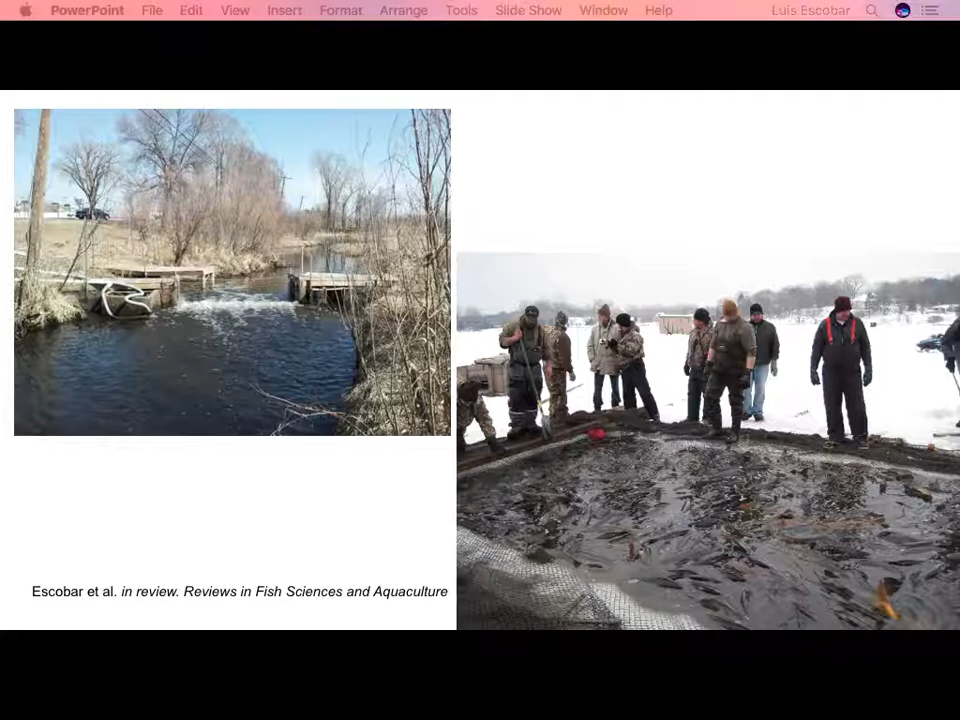 PowerPoint File Edit View Insert Format Arrange Tools Slide Show Window Help Luis Escobar
Escobar et al. in review. Reviews in Fish Sciences and Aquaculture